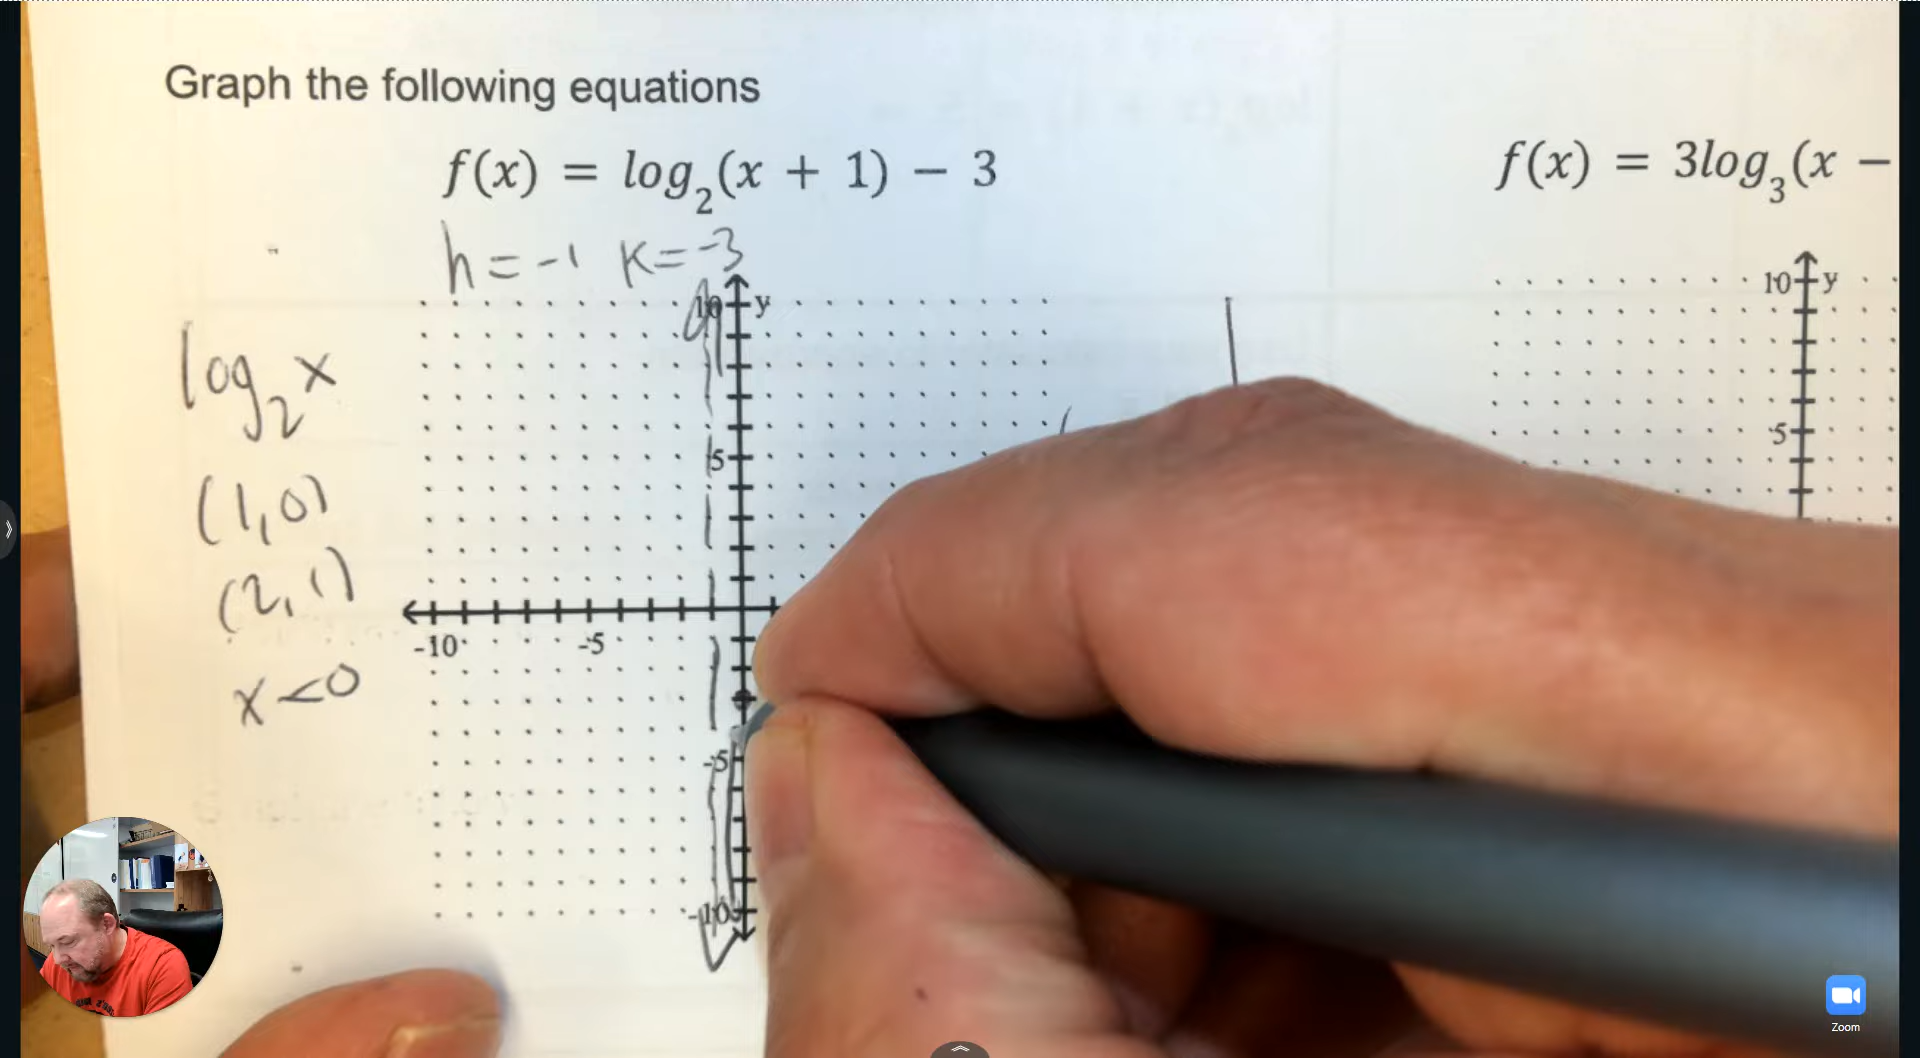 Graph the following equations
f(x) = log₂(x + 1) − 3
f(x) = 3log₃(x −
h = -1 K = -3
10 y
10 y
log₂ x
5
5
(1,0)
(2,1)
-10 -5
x<0
-5
-10
Zoom